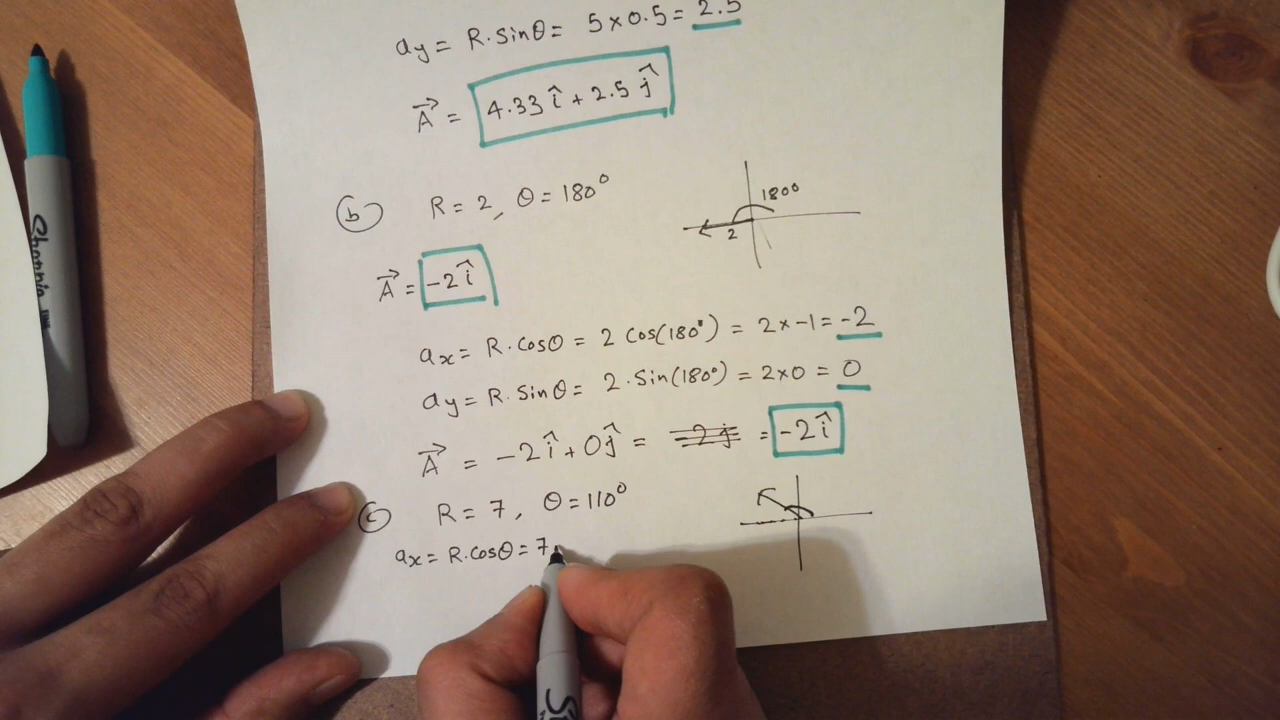 ay = R.sinθ = 5×0.5 = 2.5
A⃗ = 4.33 î + 2.5 ĵ
b R = 2, θ = 180° 180°
2
A⃗ = -2î
ax = R.cosθ = 2 cos(180°) = 2×-1 = -2
ay = R.sinθ = 2.sin(180°) = 2×0 = 0
A⃗ = -2î + 0ĵ = -2j = -2î
c R = 7, θ = 110°
ax = R.cosθ = 7
Sharpie